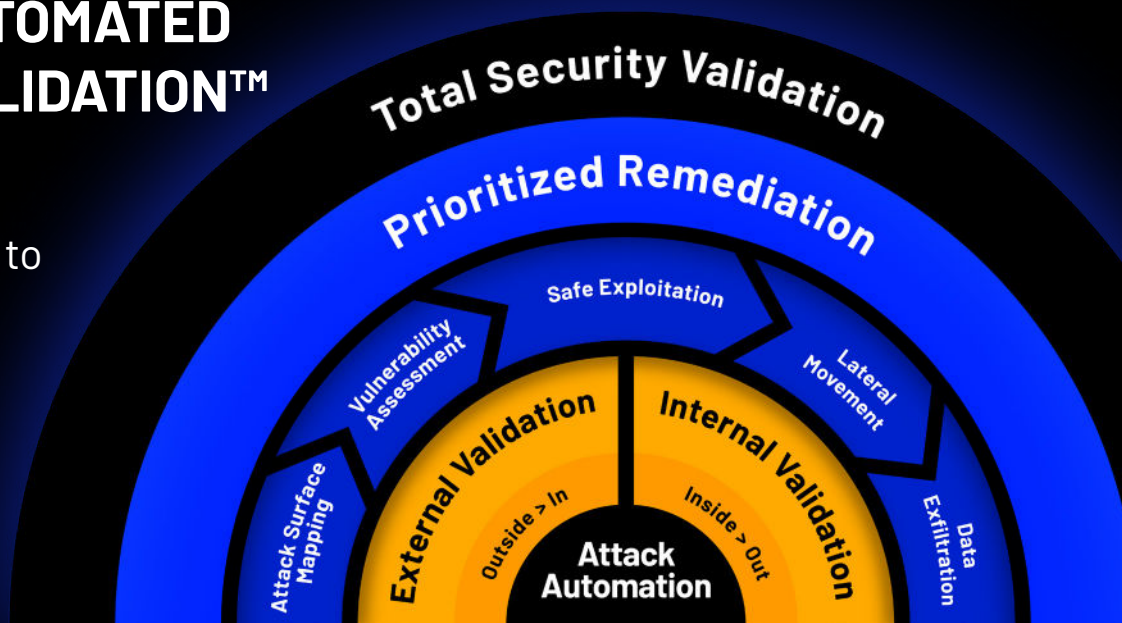 TOMATED
LIDATION™
to
Total Security Validation
Prioritized Remediation
Attack Surface
Mapping
Vulnerability
Assessment
Safe Exploitation
Lateral
Movement
Data
Exfiltration
External Validation
Outside > In
Internal Validation
Inside > Out
Attack
Automation